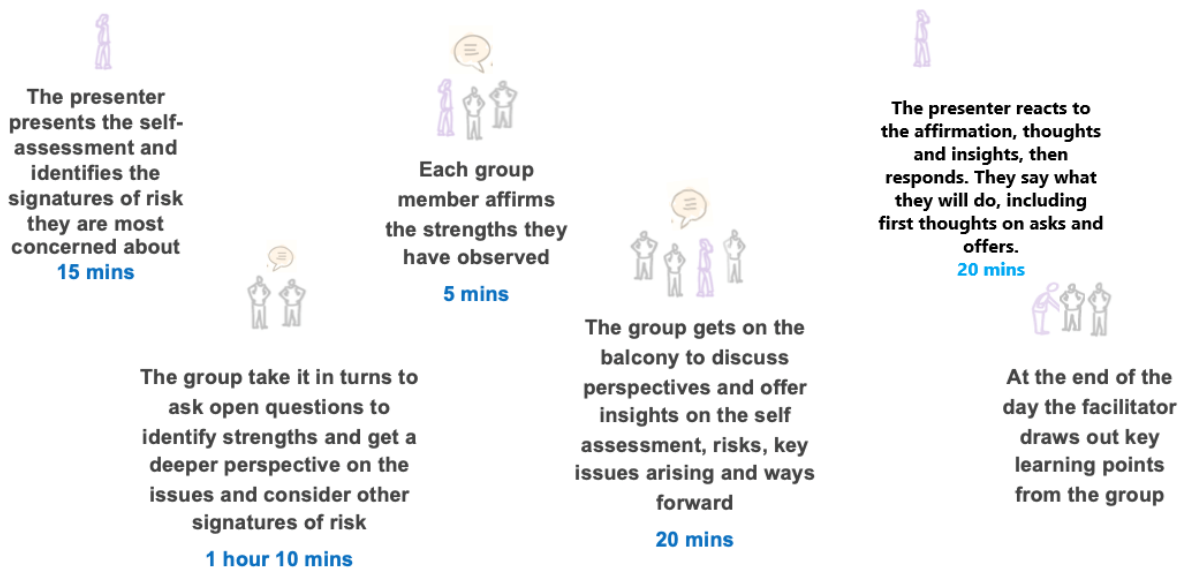 The presenter
presents the self-
assessment and
identifies the
signatures of risk
they are most
concerned about
15 mins
The group take it in turns to
ask open questions to
identify strengths and get a
deeper perspective on the
issues and consider other
signatures of risk
1 hour 10 mins
Each group
member affirms
the strengths they
have observed
5 mins
The group gets on the
balcony to discuss
perspectives and offer
insights on the self
assessment, risks, key
issues arising and ways
forward
20 mins
The presenter reacts to
the affirmation, thoughts
and insights, then
responds. They say what
they will do, including
first thoughts on asks and
offers.
20 mins
At the end of the
day the facilitator
draws out key
learning points
from the group